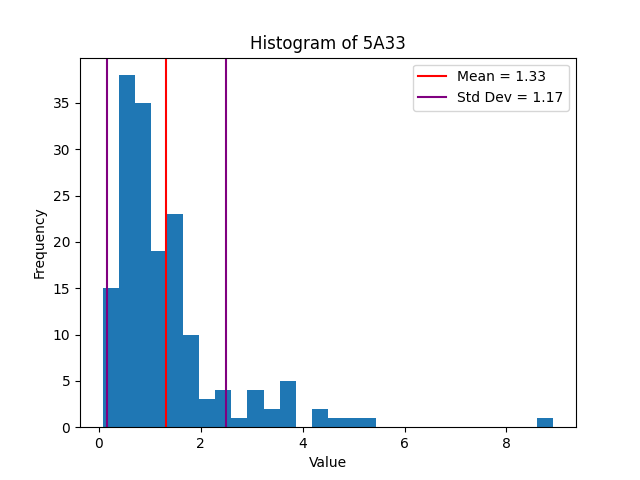 Histogram of 5A33
Mean = 1.33
Std Dev = 1.17
Frequency
35
30
25
20
15
10
5
0
0 2 4 6 8
Value